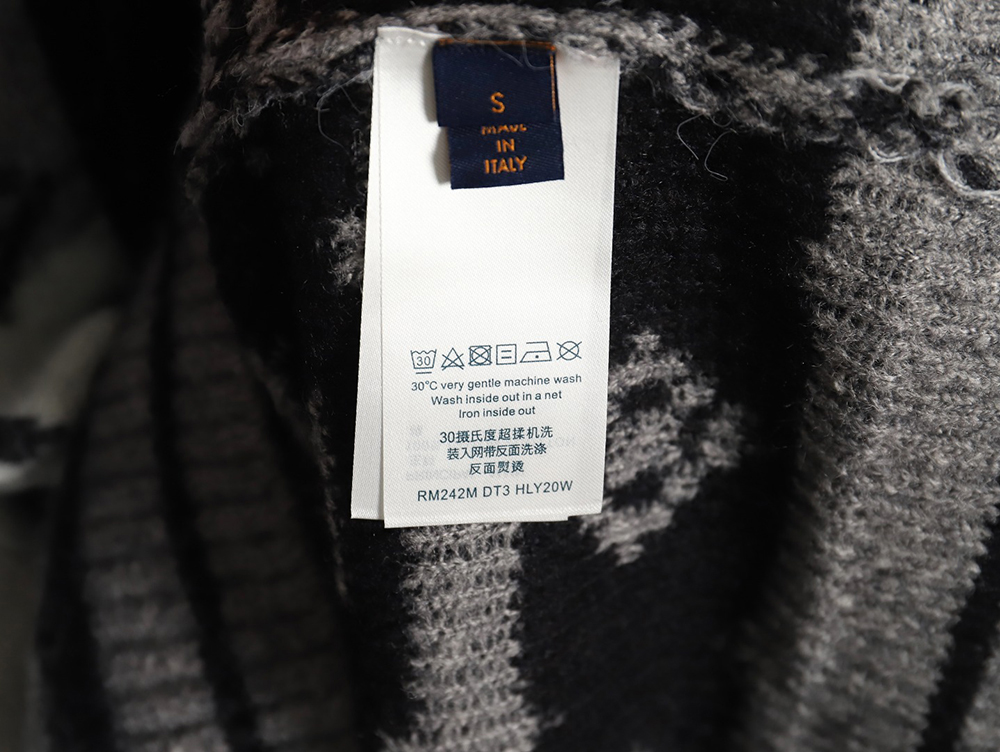 S
MADE
IN
ITALY
30
30°C very gentle machine wash
Wash inside out in a net
Iron inside out
30摄氏度超揉机洗
装入网带反面洗涤
反面熨烫
RM242M DT3 HLY20W